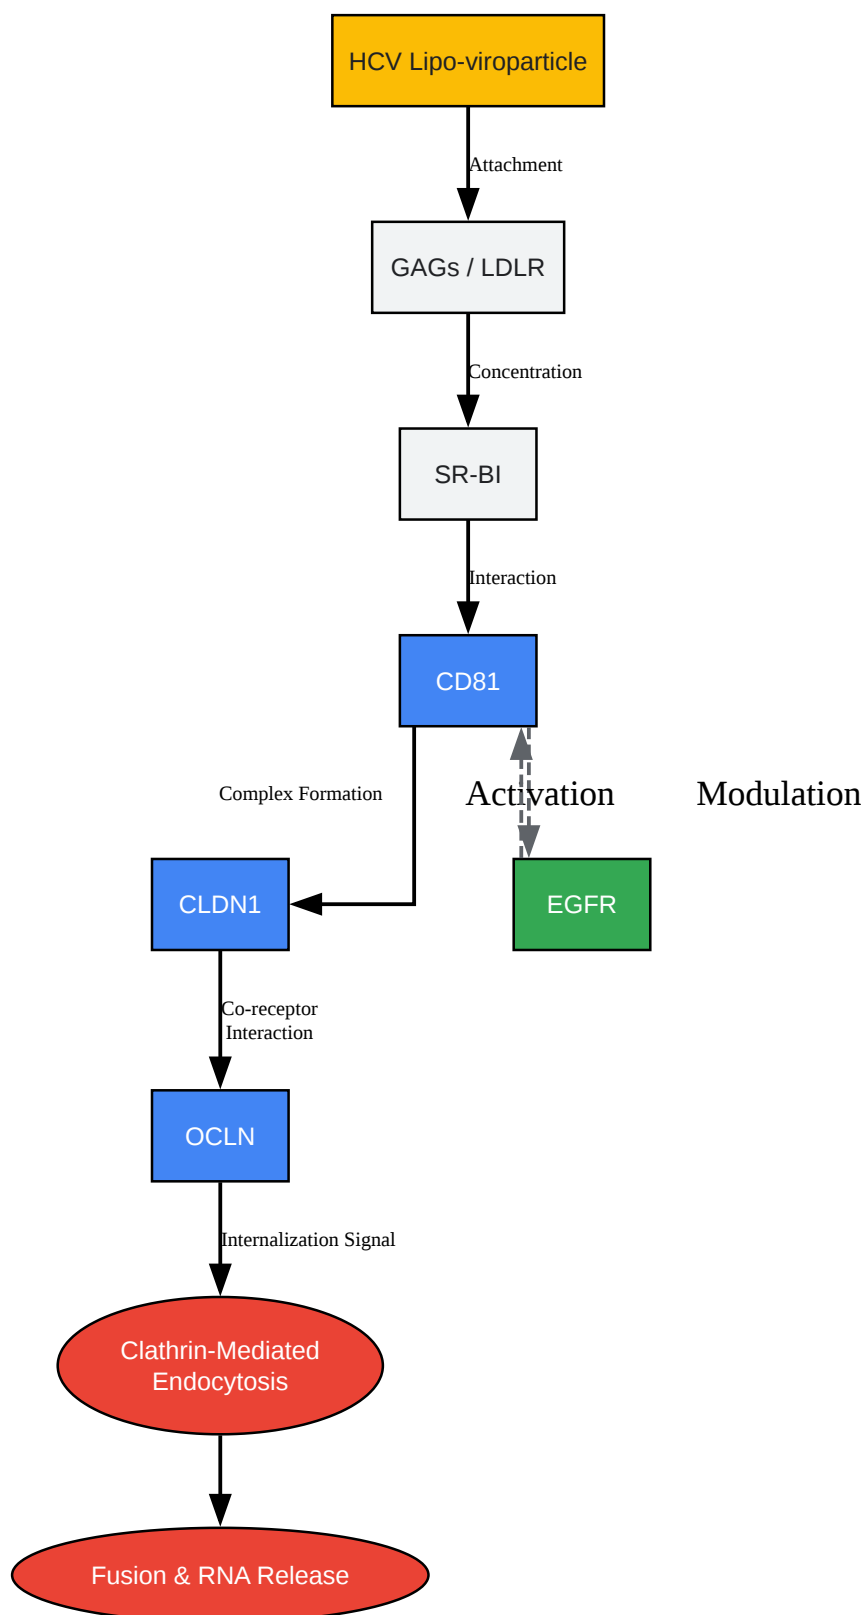 HCV Lipo-viroparticle
Attachment
GAGs / LDLR
Concentration
SR-BI
Interaction
CD81
Complex Formation
Activation
Modulation
CLDN1
EGFR
Co-receptor
Interaction
OCLN
Internalization Signal
Clathrin-Mediated
Endocytosis
Fusion & RNA Release